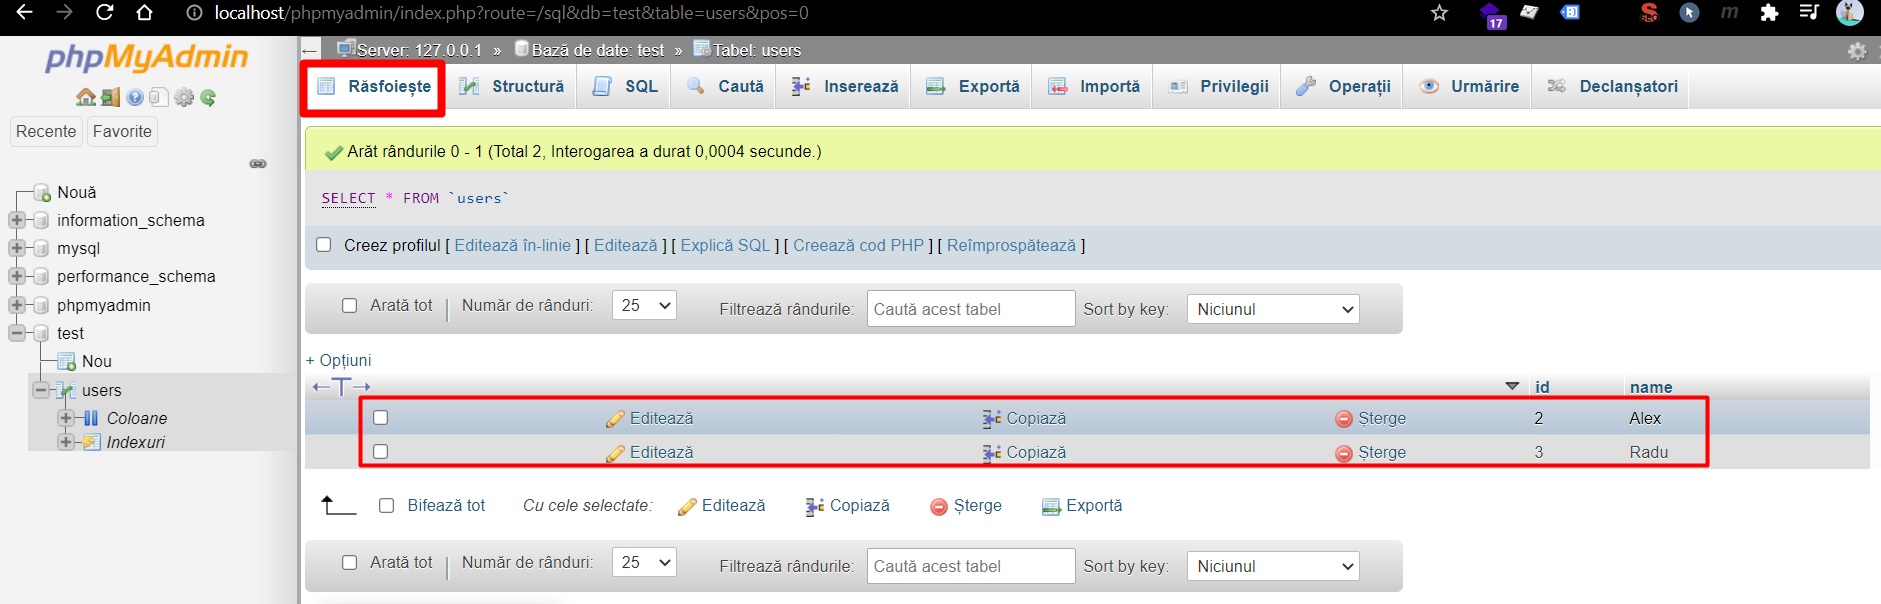 localhost/phpmyadmin/index.php?route=/sql&db=test&table=users&pos=0
17
SEO
m
phpMyAdmin
Recente Favorite
Nouă
information_schema
mysql
performance_schema
phpmyadmin
test
Nou
users
Coloane
Indexuri
Server: 127.0.0.1 » Bază de date: test » Tabel: users
Răsfoiește Structură SQL Caută Inserează Exportă Importă Privilegii Operații Urmărire Declanșatori
Arăt rândurile 0 - 1 (Total 2, Interogarea a durat 0,0004 secunde.)
SELECT * FROM `users`
Creez profilul [ Editează în-linie ] [ Editează ] [ Explică SQL ] [ Creează cod PHP ] [ Reîmprospătează ]
Arată tot Număr de rânduri: 25 Filtrează rândurile: Caută acest tabel Sort by key: Niciunul
+ Opțiuni
←T→ id name
Editează Copiază Șterge 2 Alex
Editează Copiază Șterge 3 Radu
Bifează tot Cu cele selectate: Editează Copiază Șterge Exportă
Arată tot Număr de rânduri: 25 Filtrează rândurile: Caută acest tabel Sort by key: Niciunul